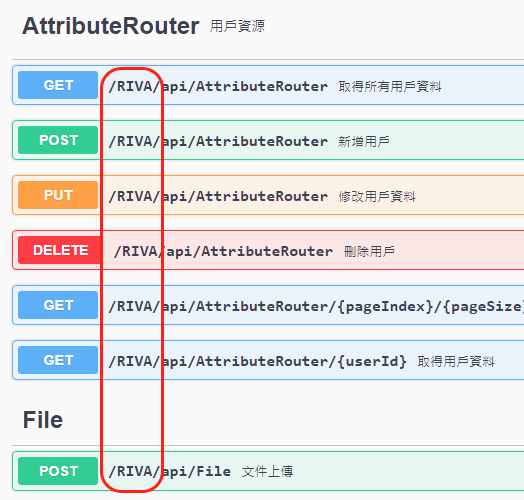 AttributeRouter 用戶資源
GET /RIVA/api/AttributeRouter 取得所有用戶資料
POST /RIVA/api/AttributeRouter 新增用戶
PUT /RIVA/api/AttributeRouter 修改用戶資料
DELETE /RIVA/api/AttributeRouter 刪除用戶
GET /RIVA/api/AttributeRouter/{pageIndex}/{pageSize}
GET /RIVA/api/AttributeRouter/{userId} 取得用戶資料
File
POST /RIVA/api/File 文件上傳